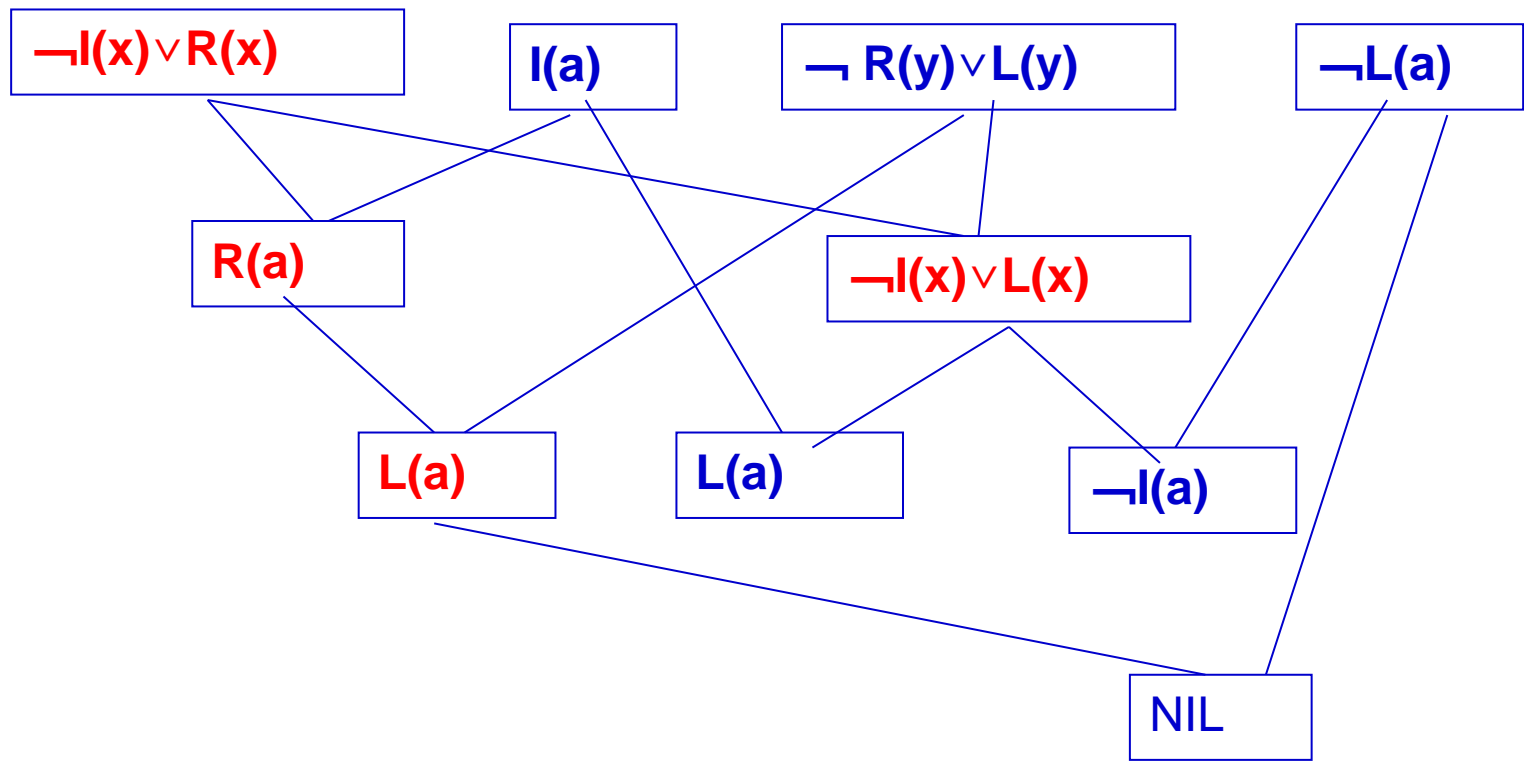 ¬I(x)∨R(x)
I(a)
¬ R(y)∨L(y)
¬L(a)
R(a)
¬I(x)∨L(x)
L(a)
L(a)
¬I(a)
NIL